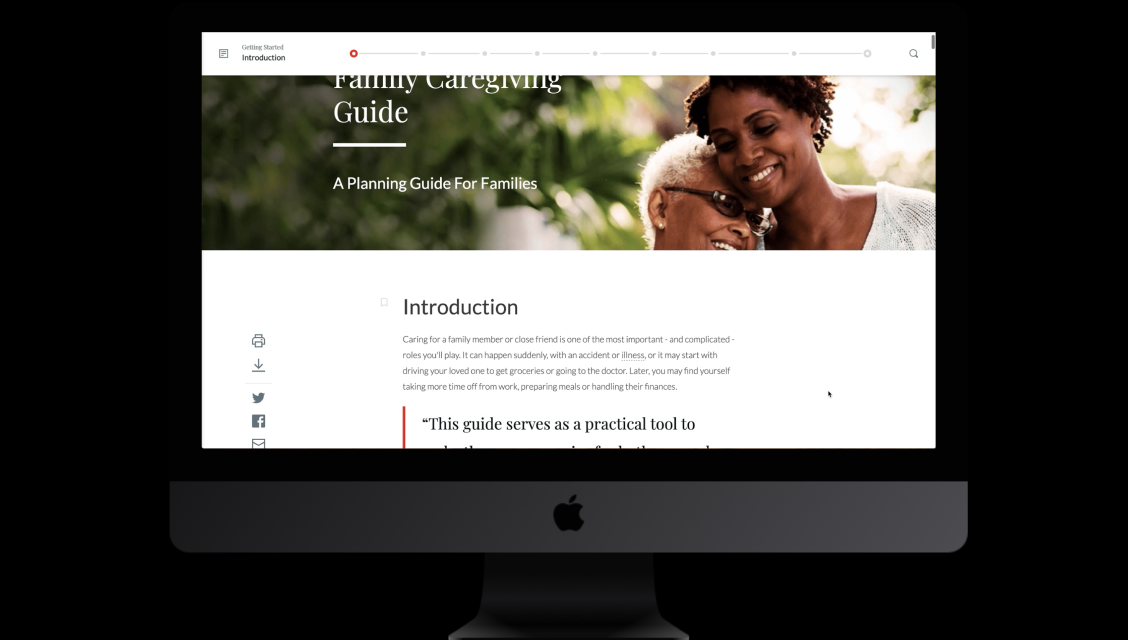 Getting Started
Introduction
Family Caregiving
Guide
A Planning Guide For Families
Introduction
Caring for a family member or close friend is one of the most important - and complicated -
roles you'll play. It can happen suddenly, with an accident or illness, or it may start with
driving your loved one to get groceries or going to the doctor. Later, you may find yourself
taking more time off from work, preparing meals or handling their finances.
“This guide serves as a practical tool to